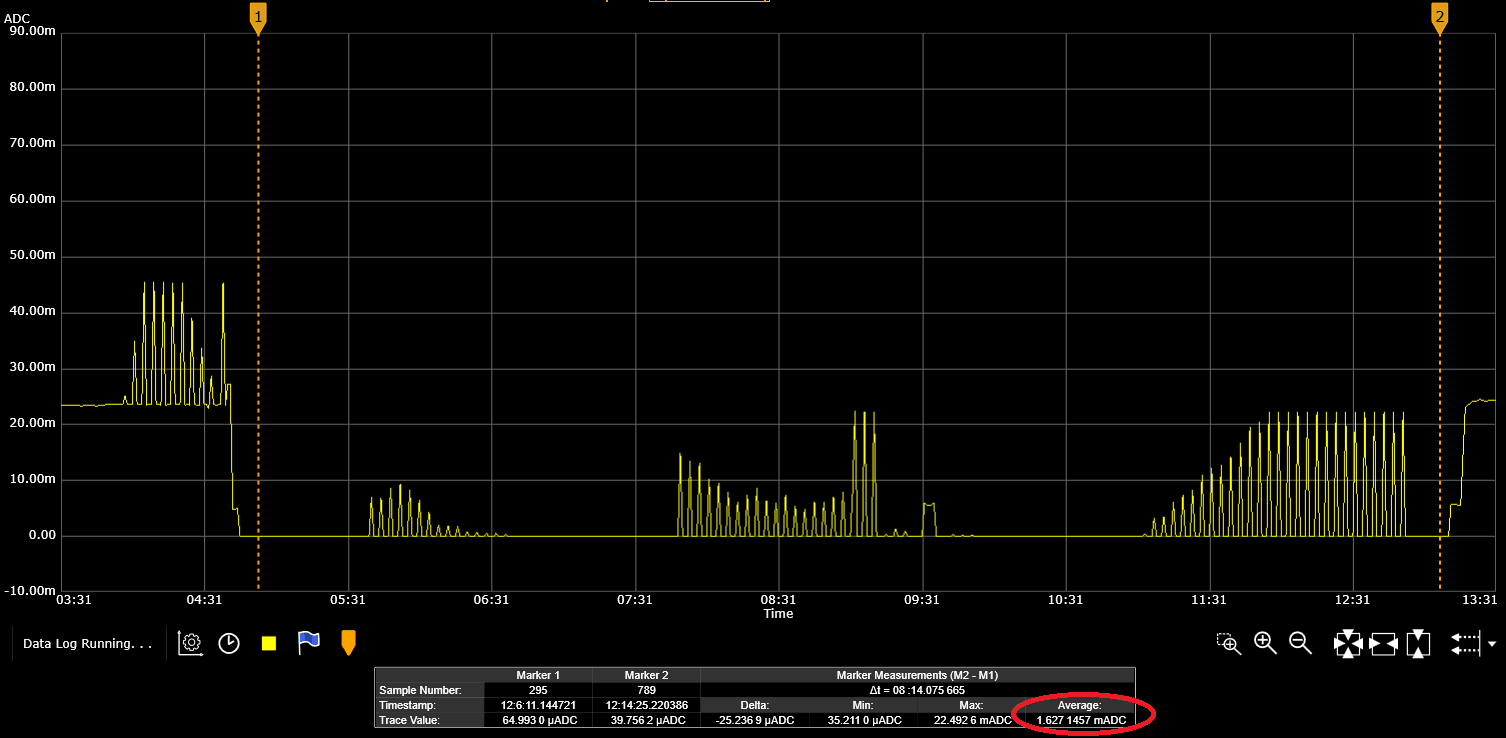 1
2
ADC
90.00m
80.00m
70.00m
60.00m
50.00m
40.00m
30.00m
20.00m
10.00m
0.00
-10.00m
03:31 04:31 05:31 06:31 07:31 08:31 09:31 10:31 11:31 12:31 13:31
Time
Data Log Running. . .
Marker 1 Marker 2 Marker Measurements (M2 - M1)
Sample Number: 295 789 Δt = 08 :14.075 665
Timestamp: 12:6:11.144721 12:14:25.220386 Delta: Min: Max: Average:
Trace Value: 64.993 0 µADC 39.756 2 µADC -25.236 9 µADC 35.211 0 µADC 22.492 6 mADC 1.627 1457 mADC